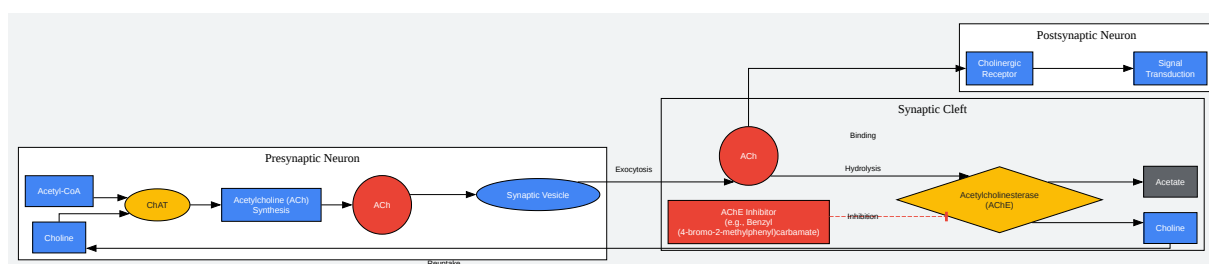 Postsynaptic Neuron
Cholinergic
Receptor
Signal
Transduction
Synaptic Cleft
Binding
ACh
Hydrolysis
Acetylcholinesterase
(AChE)
Acetate
Choline
AChE Inhibitor
(e.g., Benzyl
(4-bromo-2-methylphenyl)carbamate)
Inhibition
Exocytosis
Presynaptic Neuron
Acetyl-CoA
Choline
ChAT
Acetylcholine (ACh)
Synthesis
ACh
Synaptic Vesicle
Reuptake